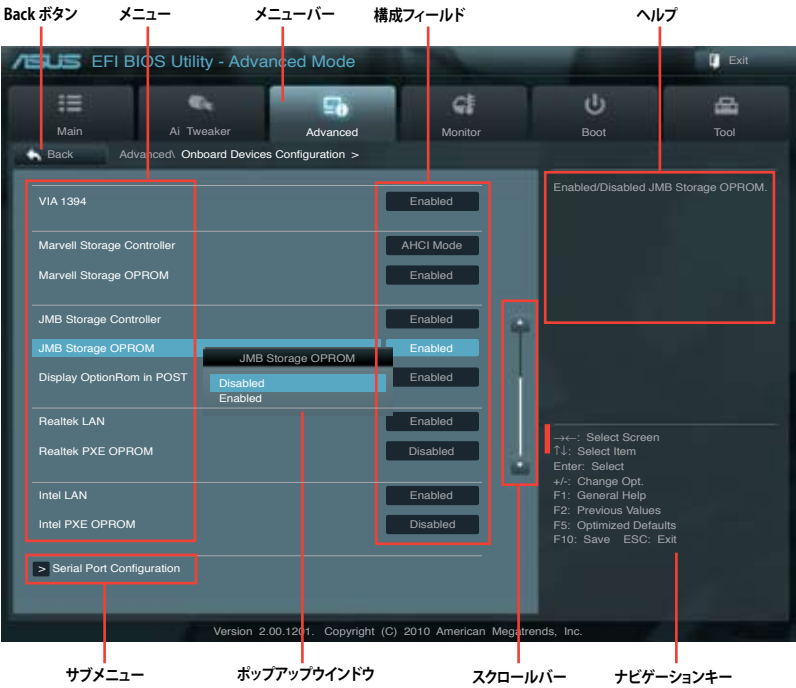 Back ボタン
メニュー
メニューバー
構成フィールド
ヘルプ
ASUS EFI BIOS Utility - Advanced Mode
Exit
Main
Ai Tweaker
Advanced
Monitor
Boot
Tool
Back
Advanced\ Onboard Devices Configuration >
Enabled/Disabled JMB Storage OPROM.
VIA 1394 Enabled
Marvell Storage Controller AHCI Mode
Marvell Storage OPROM Enabled
JMB Storage Controller Enabled
JMB Storage OPROM Enabled
JMB Storage OPROM
Disabled
Enabled
Display OptionRom in POST Enabled
Realtek LAN Enabled
Realtek PXE OPROM Disabled
Intel LAN Enabled
Intel PXE OPROM Disabled
> Serial Port Configuration
→←: Select Screen
↑↓: Select Item
Enter: Select
+/-: Change Opt.
F1: General Help
F2: Previous Values
F5: Optimized Defaults
F10: Save ESC: Exit
Version 2.00.1201. Copyright (C) 2010 American Megatrends, Inc.
サブメニュー
ポップアップウインドウ
スクロールバー
ナビゲーションキー